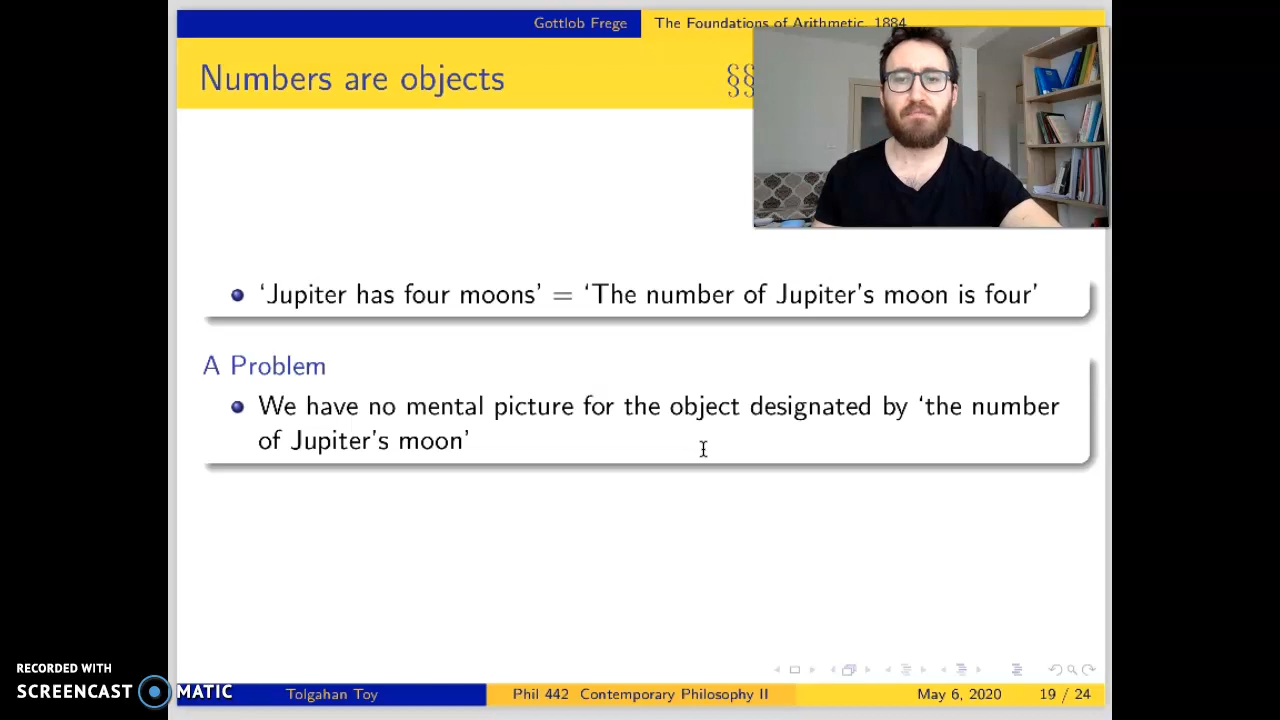 Gottlob Frege The Foundations of Arithmetic, 1884
Numbers are objects §§
‘Jupiter has four moons’ = ‘The number of Jupiter’s moon is four’
A Problem
We have no mental picture for the object designated by ‘the number
of Jupiter’s moon’
RECORDED WITH
SCREENCAST MATIC
Tolgahan Toy Phil 442 Contemporary Philosophy II May 6, 2020 19 / 24